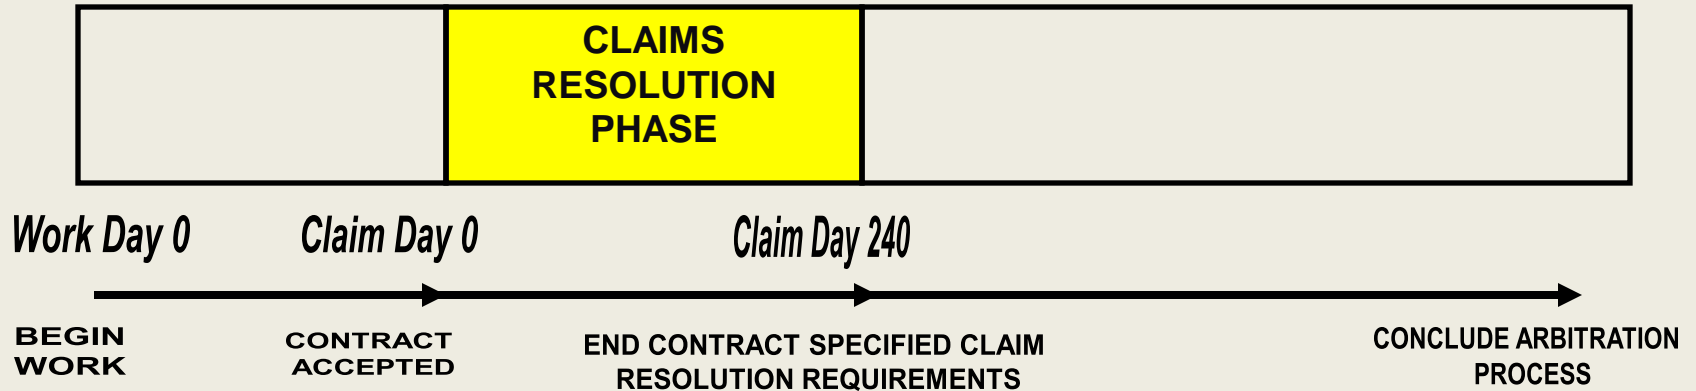 CLAIMS
RESOLUTION
PHASE
Work Day 0
Claim Day 0
Claim Day 240
BEGIN
WORK
CONTRACT
ACCEPTED
END CONTRACT SPECIFIED CLAIM
RESOLUTION REQUIREMENTS
CONCLUDE ARBITRATION
PROCESS